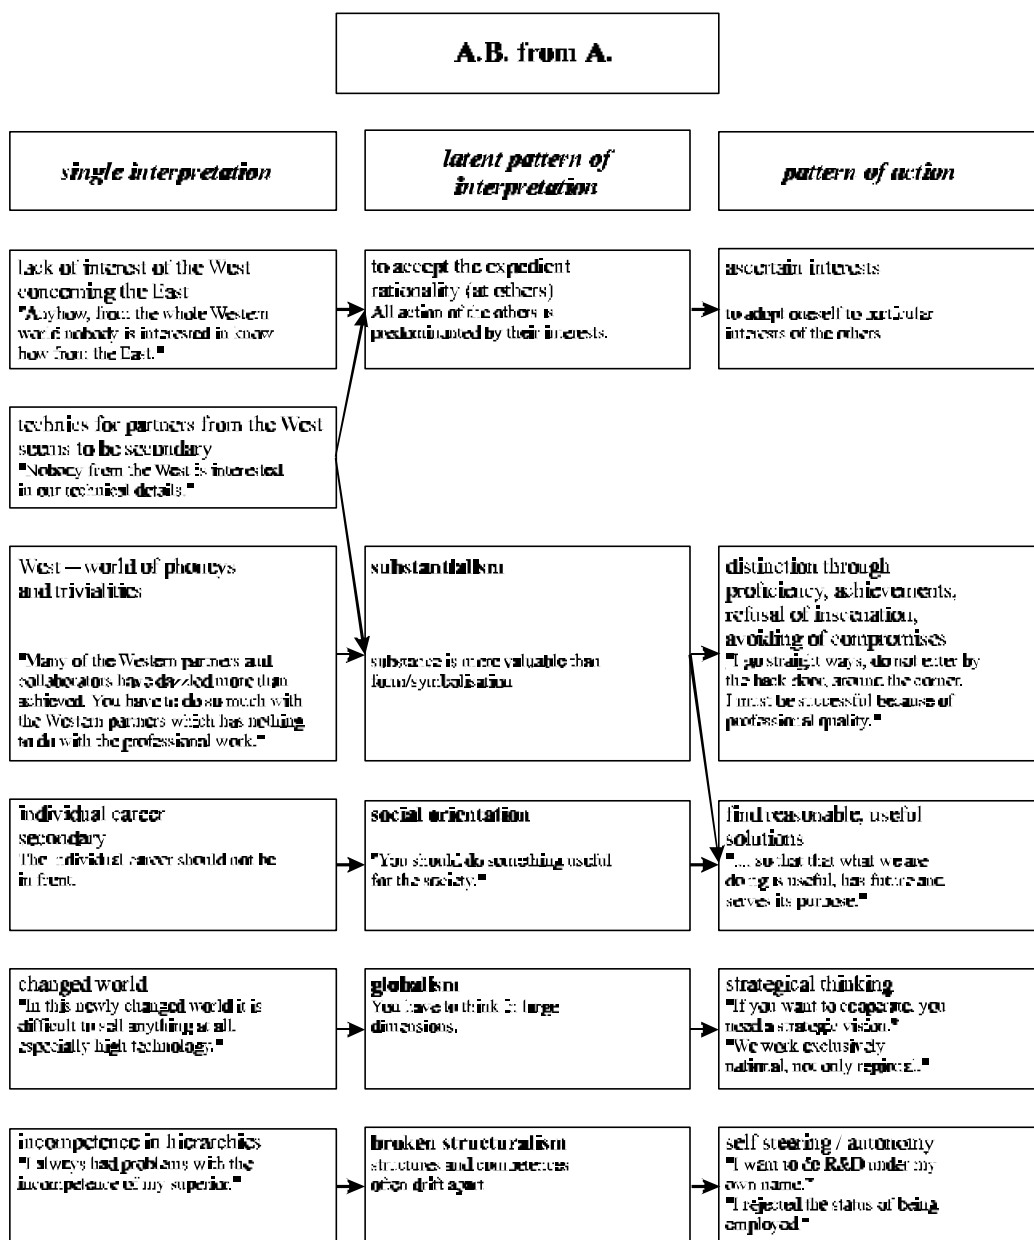 A.B. from A.
single interpretation
latent pattern of
interpretation
pattern of action
lack of interest of the West
concerning the East
"Anyhow, from the whole Western
world nobody is interested in know
how from the East."
to accept the expedient
rationality (at others)
All action of the others is
predominanted by their interests.
ascertain interests
to adopt oneself to particular
interests of the others
technics for partners from the West
seems to be secondary
"Nobody from the West is interested
in our technical details."
West – world of phoneys
and trivialities
"Many of the Western partners and
collaborators have dazzled more than
achieved. You have to do so much with
the Western partners which has nothing
to do with the professional work."
substantialism
substance is more valuable than
form/symbolisation
distinction through
proficiency, achievements,
refusal of inscenation,
avoiding of compromises
"I go straight ways, do not enter by
the back door, around the corner.
I must be successful because of
professional quality."
individual career
secondary
The individual career should not be
in front.
social orientation
"You should do something useful
for the society."
find reasonable, useful
solutions
".... so that that what we are
doing is useful, has future and
serves its purpose."
changed world
"In this newly changed world it is
difficult to sell anything at all,
especially high technology."
globalism
You have to think in large
dimensions.
strategical thinking
"If you want to cooperate, you
need a strategic vision."
"We work exclusively
national, not only regional."
incompetence in hierarchies
"I always had problems with the
incompetence of my superior."
broken structuralism
structures and competences
often drift apart
self steering / autonomy
"I want to do R&D under my
own name."
"I rejected the status of being
employed"